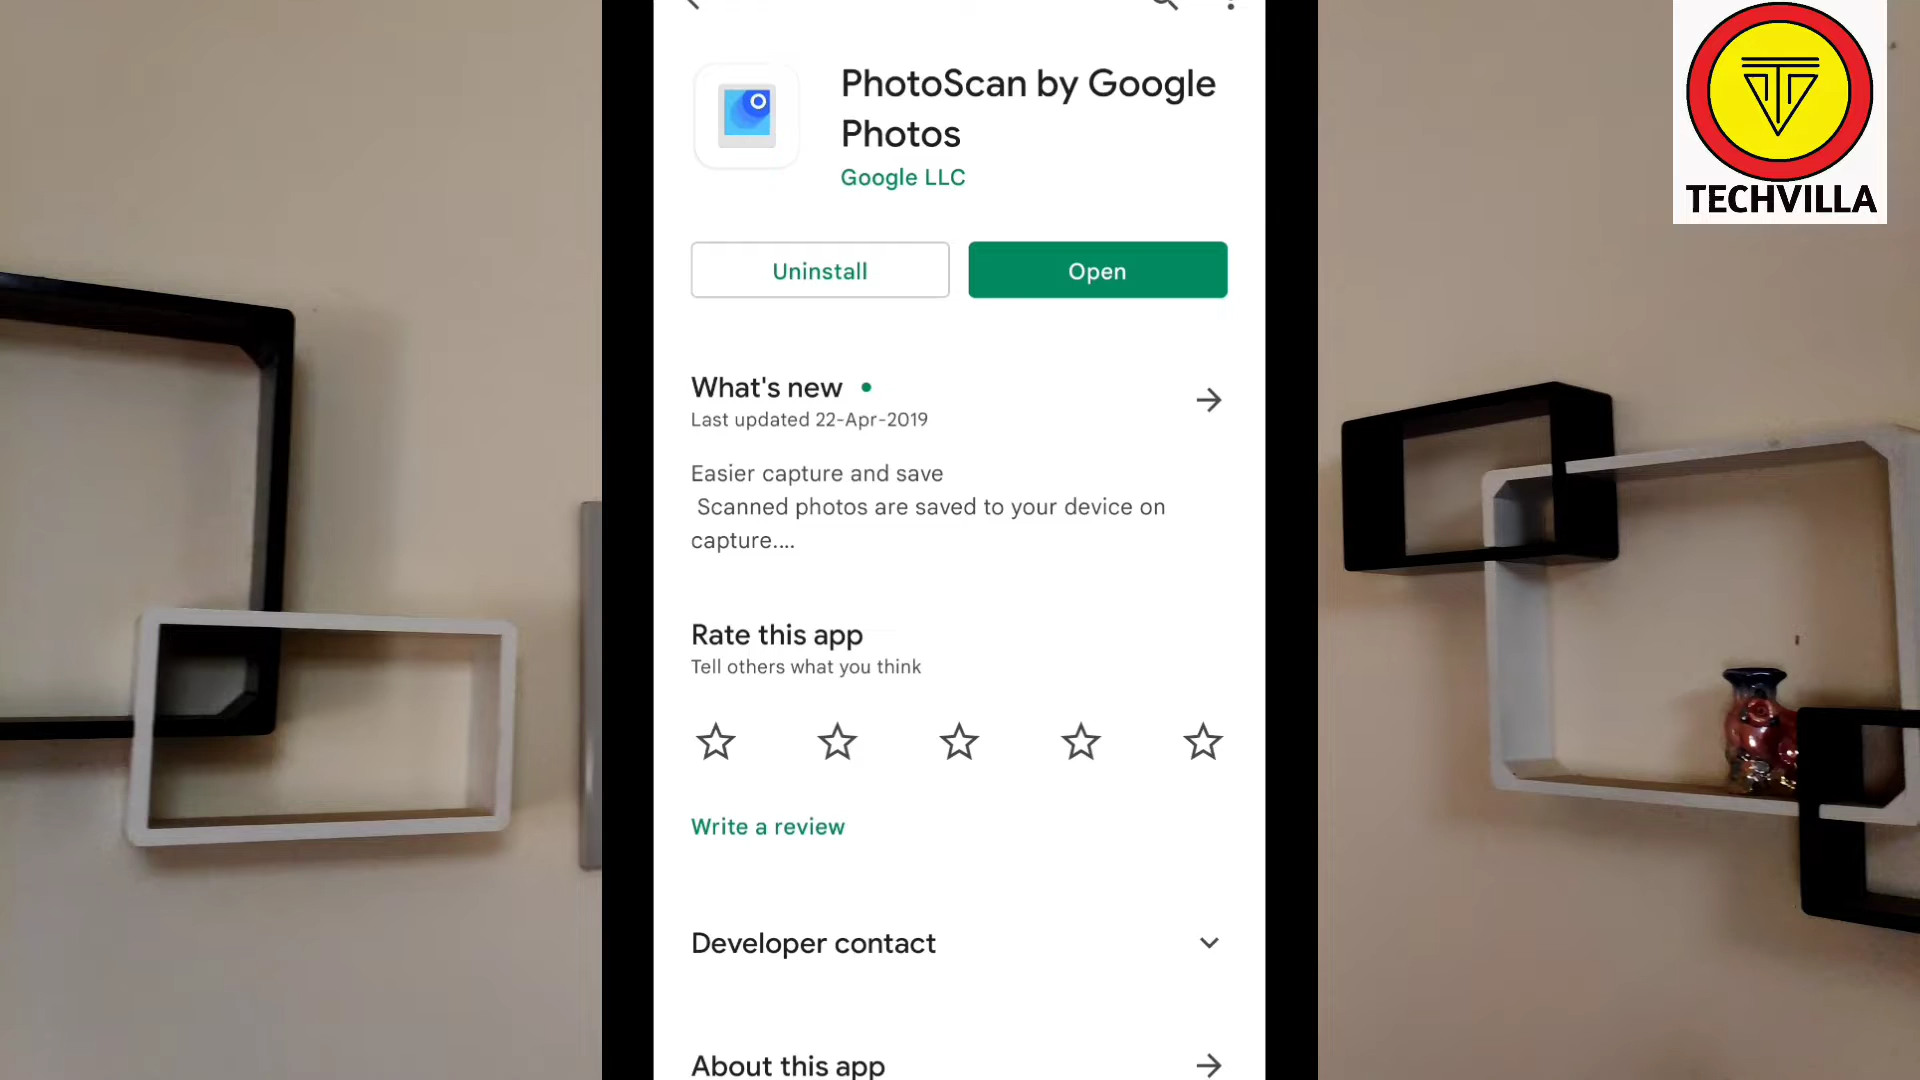 PhotoScan by Google
Photos
Google LLC
Uninstall
Open
What's new
Last updated 22-Apr-2019
Easier capture and save
Scanned photos are saved to your device on
capture....
Rate this app
Tell others what you think
Write a review
Developer contact
About this app
TECHVILLA